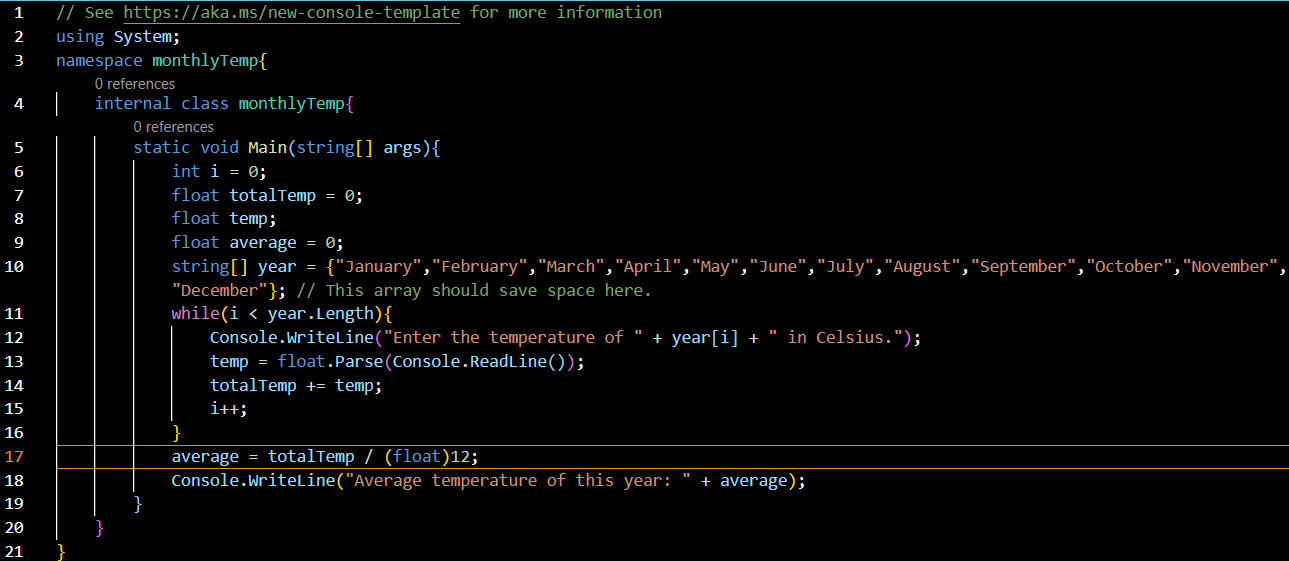 1 // See https://aka.ms/new-console-template for more information
2 using System;
3 namespace monthlyTemp{
0 references
4 internal class monthlyTemp{
0 references
5 static void Main(string[] args){
6 int i = 0;
7 float totalTemp = 0;
8 float temp;
9 float average = 0;
10 string[] year = {"January","February","March","April","May","June","July","August","September","October","November",
"December"}; // This array should save space here.
11 while(i < year.Length){
12 Console.WriteLine("Enter the temperature of " + year[i] + " in Celsius.");
13 temp = float.Parse(Console.ReadLine());
14 totalTemp += temp;
15 i++;
16 }
17 average = totalTemp / (float)12;
18 Console.WriteLine("Average temperature of this year: " + average);
19 }
20 }
21 }